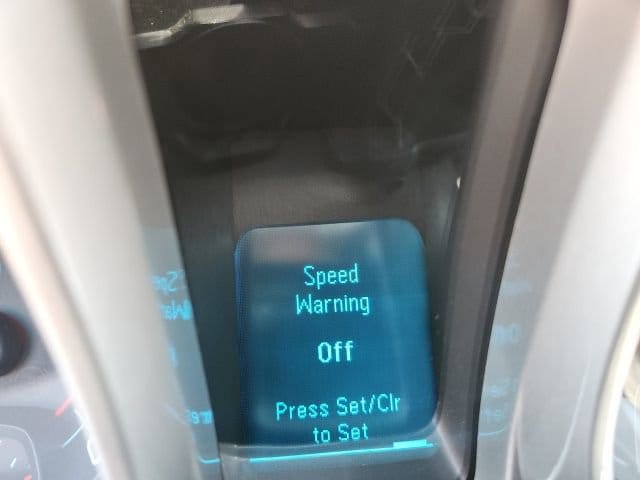 Speed
Warning
Off
Press Set/Clr
to Set